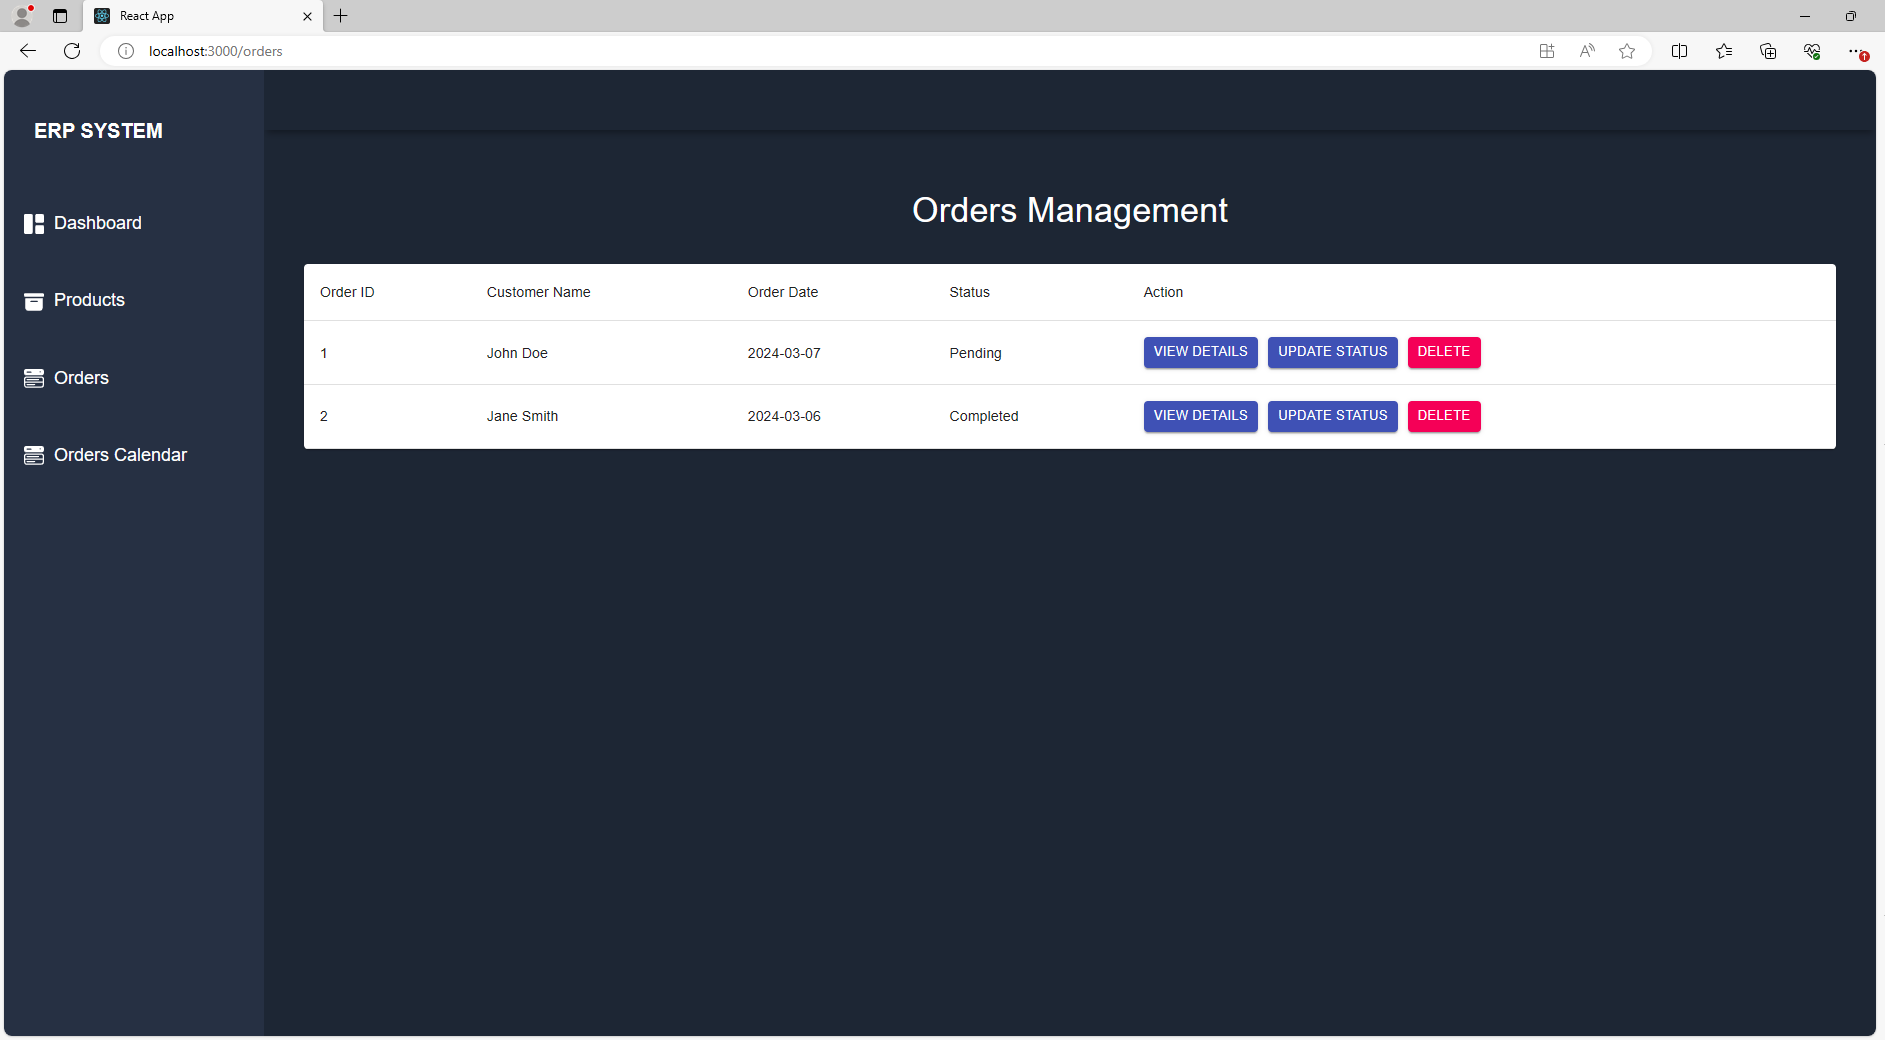 React App
localhost:3000/orders
ERP SYSTEM
Dashboard
Products
Orders
Orders Calendar
Orders Management
Order ID Customer Name Order Date Status Action
1 John Doe 2024-03-07 Pending VIEW DETAILS UPDATE STATUS DELETE
2 Jane Smith 2024-03-06 Completed VIEW DETAILS UPDATE STATUS DELETE